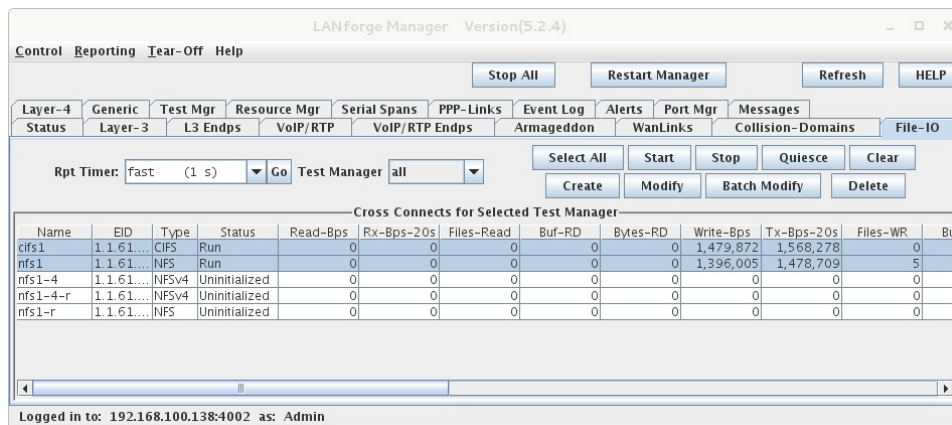 LANforge Manager Version(5.2.4)
Control Reporting Tear-Off Help
Stop All Restart Manager Refresh HELP
Layer-4 Generic Test Mgr Resource Mgr Serial Spans PPP-Links Event Log Alerts Port Mgr Messages
Status Layer-3 L3 Endps VoIP/RTP VoIP/RTP Endps Armageddon WanLinks Collision-Domains File-IO
Select All Start Stop Quiesce Clear
Rpt Timer: fast (1 s) Go Test Manager all
Create Modify Batch Modify Delete
Cross Connects for Selected Test Manager
Name EID Type Status Read-Bps Rx-Bps-20s Files-Read Buf-RD Bytes-RD Write-Bps Tx-Bps-20s Files-WR Bu
cifs1 1.1.61.... CIFS Run 0 0 0 0 0 1,479,872 1,568,278 0
nfs1 1.1.61.... NFS Run 0 0 0 0 0 1,396,005 1,478,709 5
nfs1-4 1.1.61.... NFSv4 Uninitialized 0 0 0 0 0 0 0 0
nfs1-4-r 1.1.61.... NFSv4 Uninitialized 0 0 0 0 0 0 0 0
nfs1-r 1.1.61.... NFS Uninitialized 0 0 0 0 0 0 0 0
Logged in to: 192.168.100.138:4002 as: Admin